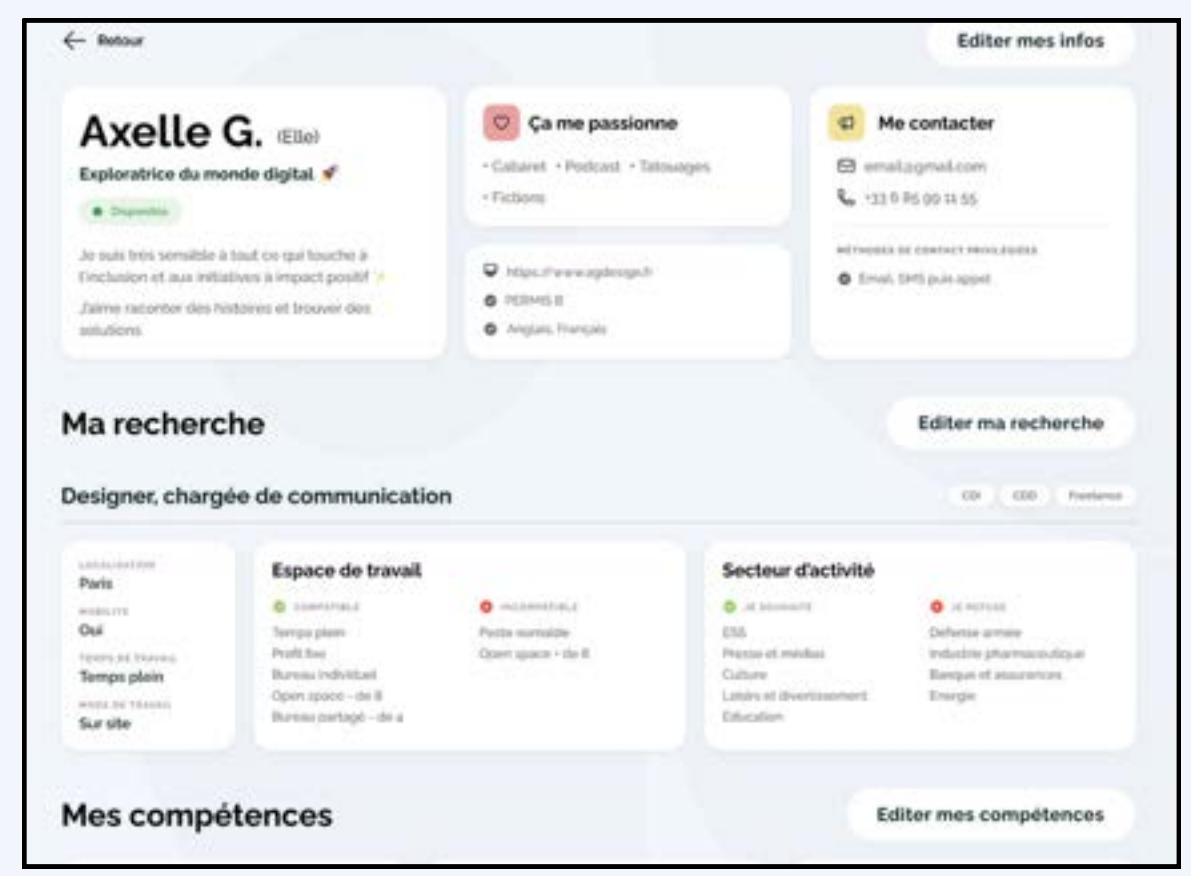 Retour
Editer mes infos
Axelle G. (Elle)
Exploratrice du monde digital 🚀
Disponible
Je suis très sensible à tout ce qui touche à
l'inclusion et aux initiatives à impact positif ✨
J'aime raconter des histoires et trouver des
solutions
Ça me passionne
• Cabaret • Podcast • Tatouages
• Fictions
https://www.agdesign.fr
PERMIS B
Anglais, Français
Me contacter
email@gmail.com
+33 6 85 99 11 55
MÉTHODES DE CONTACT PRIVILÉGIÉES
Email, SMS puis appel
Ma recherche
Editer ma recherche
Designer, chargée de communication
CDI
CDD
Freelance
LOCALISATION
Paris
MOBILITÉ
Oui
TEMPS DE TRAVAIL
Temps plein
MODE DE TRAVAIL
Sur site
Espace de travail
COMPATIBLE
Temps plein
Profil fixe
Bureau individuel
Open space - de 8
Bureau partagé - de 4
INCOMPATIBLE
Poste nomade
Open space + de 8
Secteur d'activité
JE SOUHAITE
ESS
Presse et médias
Culture
Loisirs et divertissement
Education
JE REFUSE
Défense armée
Industrie pharmaceutique
Banque et assurances
Energie
Mes compétences
Editer mes compétences